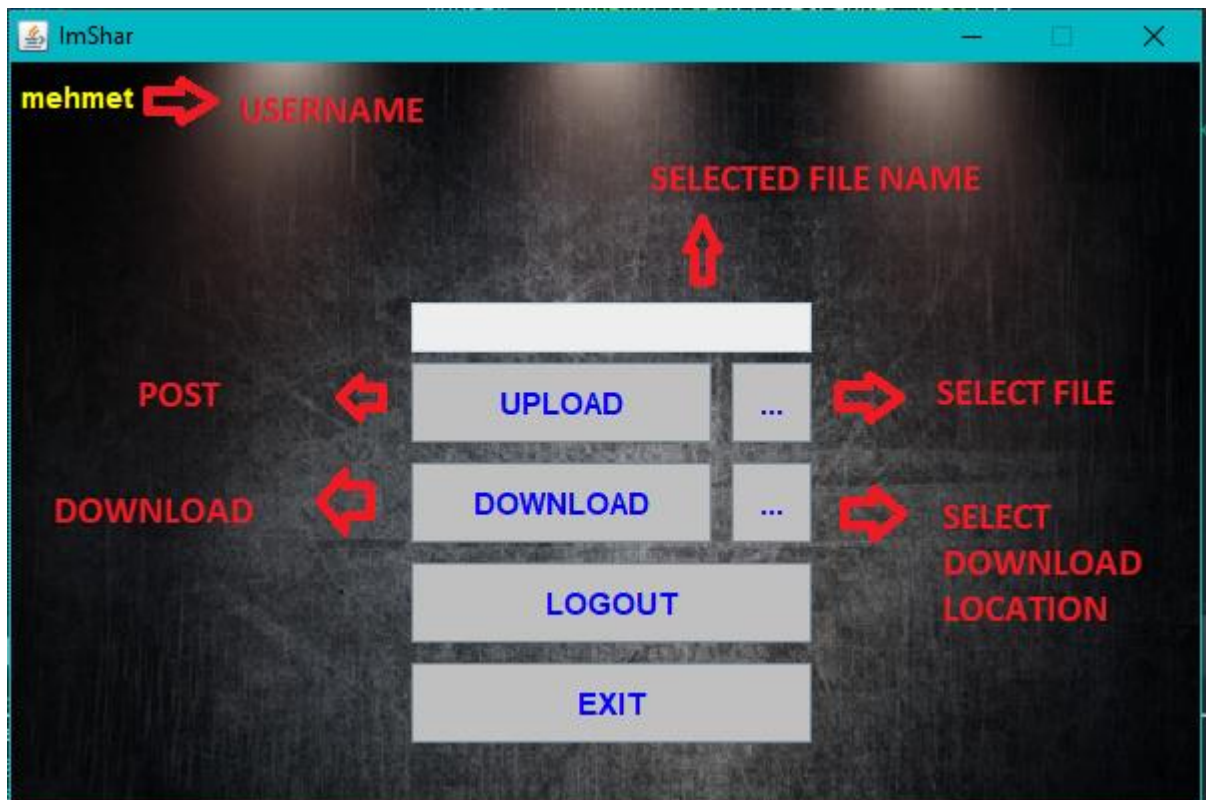 ImShar
mehmet
USERNAME
SELECTED FILE NAME
POST
UPLOAD
...
SELECT FILE
DOWNLOAD
DOWNLOAD
...
SELECT
DOWNLOAD
LOCATION
LOGOUT
EXIT